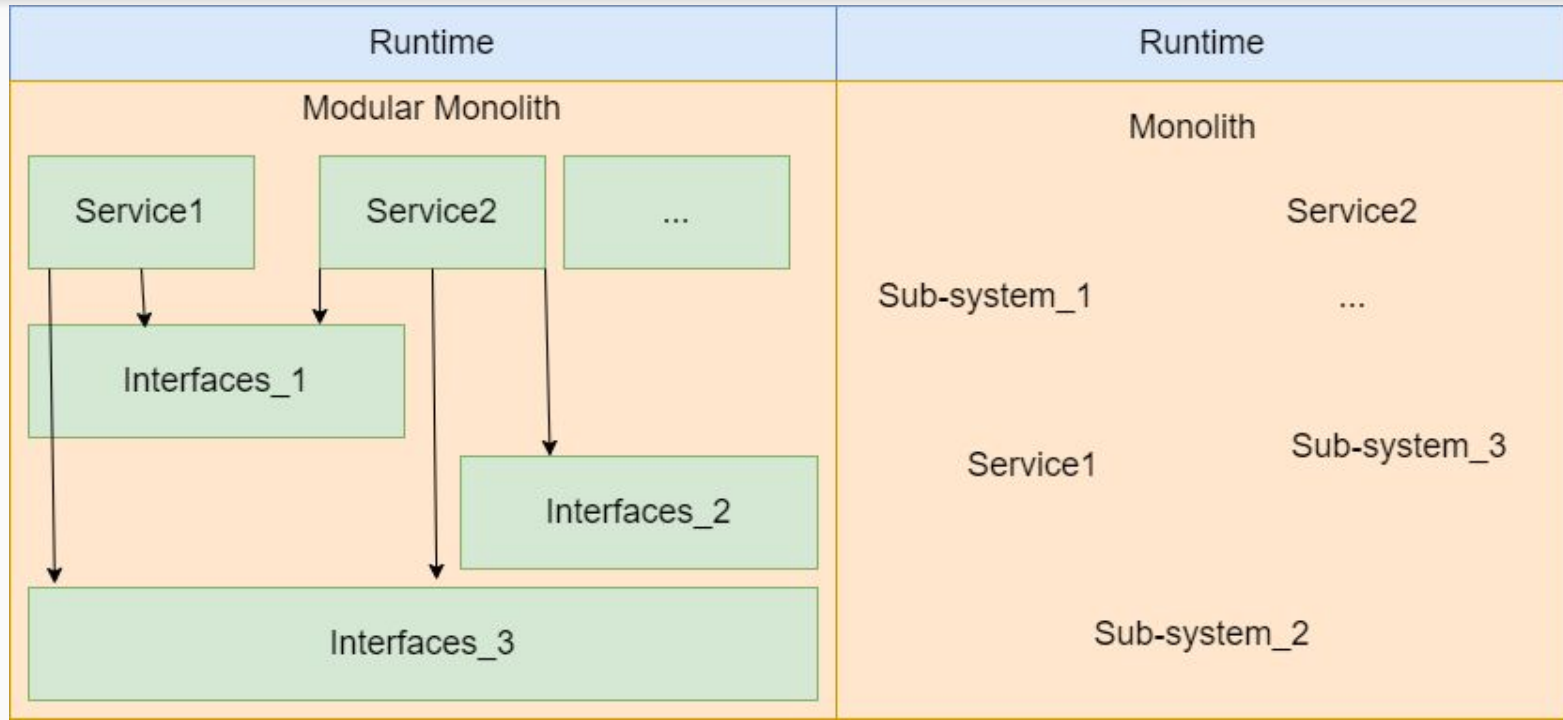 Runtime
Modular Monolith
Service1
Service2
...
Interfaces_1
Interfaces_2
Interfaces_3
Runtime
Monolith
Service2
Sub-system_1
...
Service1
Sub-system_3
Sub-system_2